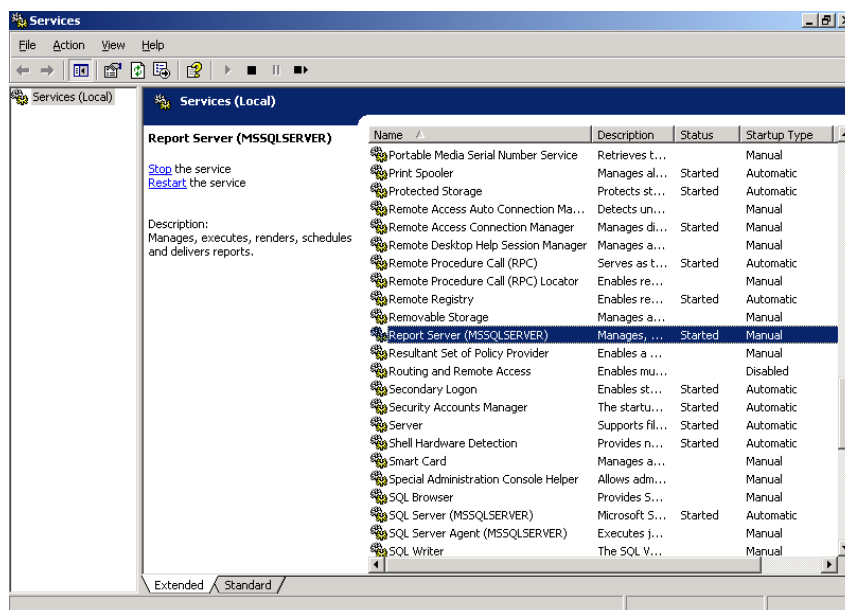 Services
File Action View Help
Services (Local)
Services (Local)
Report Server (MSSQLSERVER)
Stop the service
Restart the service
Description:
Manages, executes, renders, schedules
and delivers reports.
Name Description Status Startup Type
Portable Media Serial Number Service Retrieves t... Manual
Print Spooler Manages al... Started Automatic
Protected Storage Protects st... Started Automatic
Remote Access Auto Connection Ma... Detects un... Manual
Remote Access Connection Manager Manages di... Started Manual
Remote Desktop Help Session Manager Manages a... Manual
Remote Procedure Call (RPC) Serves as t... Started Automatic
Remote Procedure Call (RPC) Locator Enables re... Manual
Remote Registry Enables re... Started Automatic
Removable Storage Manages a... Manual
Report Server (MSSQLSERVER) Manages, ... Started Manual
Resultant Set of Policy Provider Enables a ... Manual
Routing and Remote Access Enables mu... Disabled
Secondary Logon Enables st... Started Automatic
Security Accounts Manager The startu... Started Automatic
Server Supports fil... Started Automatic
Shell Hardware Detection Provides n... Started Automatic
Smart Card Manages a... Manual
Special Administration Console Helper Allows adm... Manual
SQL Browser Provides S... Manual
SQL Server (MSSQLSERVER) Microsoft S... Started Automatic
SQL Server Agent (MSSQLSERVER) Executes j... Manual
SQL Writer The SQL V... Manual
Extended Standard